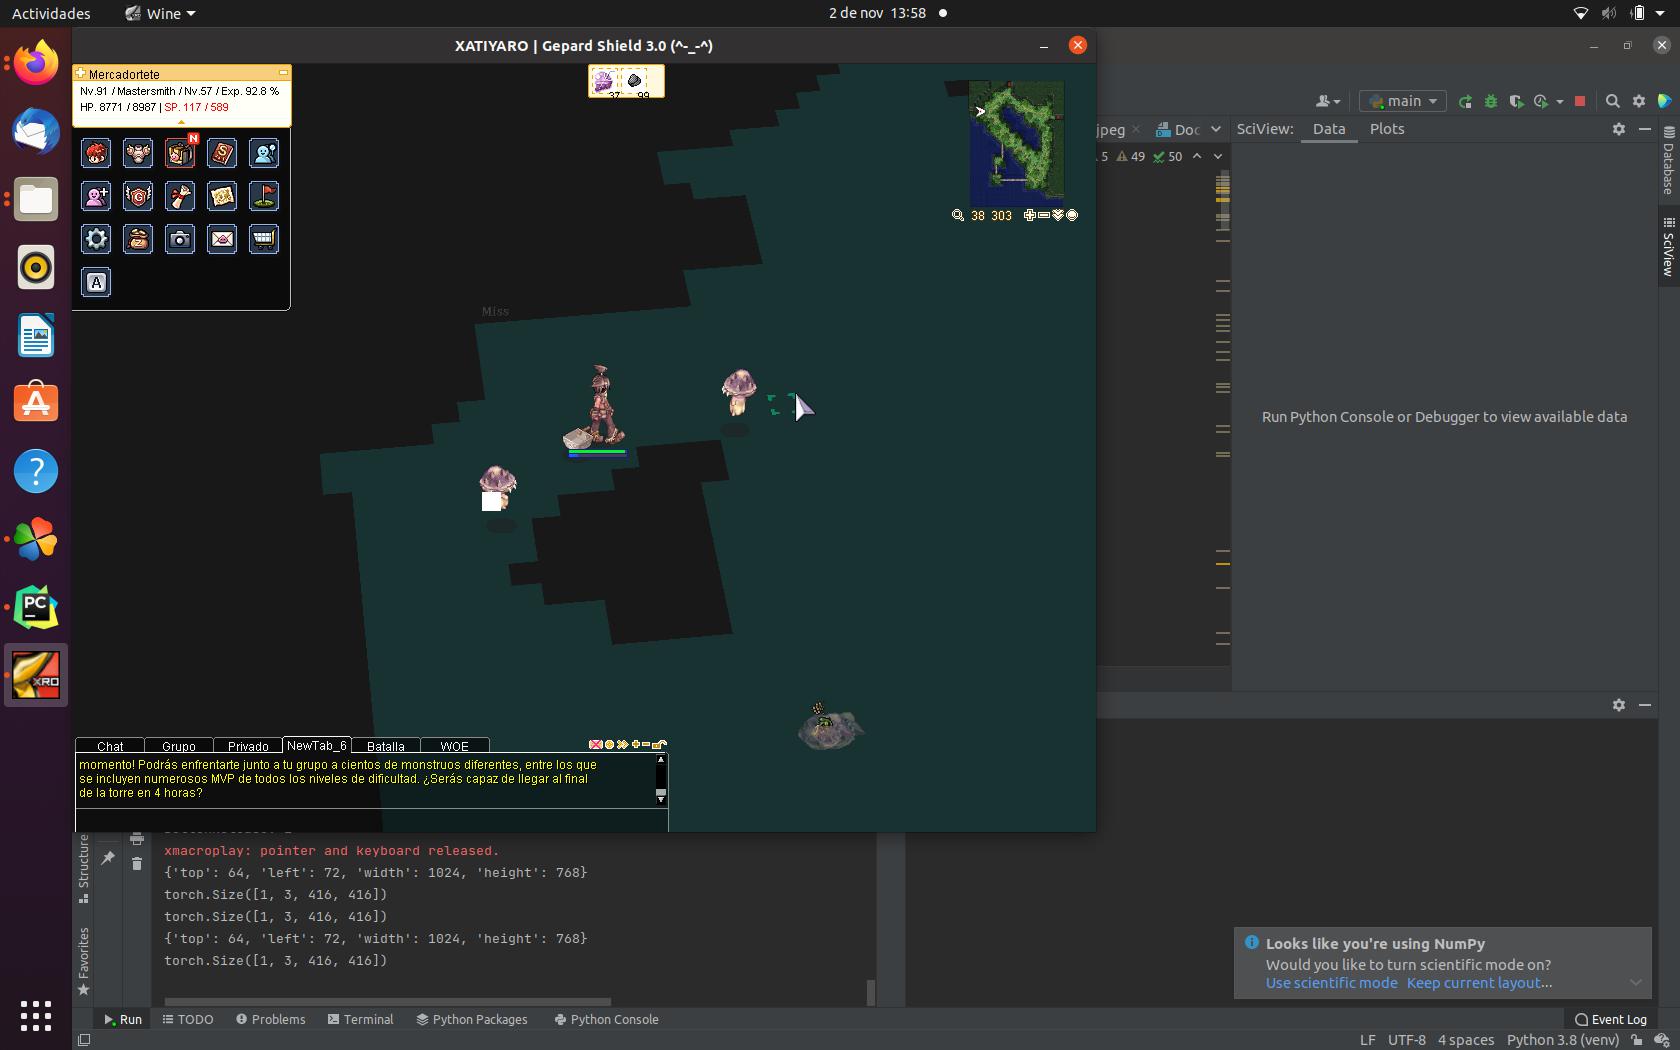 Actividades
Wine
2 de nov 13:58
XATIYARO | Gepard Shield 3.0 (^-_-^)
Mercadortete
Nv.91 / Mastersmith / Nv.57 / Exp. 92.8 %
HP. 8771 / 8987 | SP. 117 / 589
N
S
G
Z
A
37 99
38 303
Miss
main
jpeg
Doc
SciView:
Data
Plots
5 49 50
Database
SciView
Run Python Console or Debugger to view available data
PC
XRO
Chat
Grupo
Privado
NewTab_6
Batalla
WOE
momento! Podrás enfrentarte junto a tu grupo a cientos de monstruos diferentes, entre los que
se incluyen numerosos MVP de todos los niveles de dificultad. ¿Serás capaz de llegar al final
de la torre en 4 horas?
Structure
Favorites
xmacroplay: pointer and keyboard released.
{'top': 64, 'left': 72, 'width': 1024, 'height': 768}
torch.Size([1, 3, 416, 416])
torch.Size([1, 3, 416, 416])
{'top': 64, 'left': 72, 'width': 1024, 'height': 768}
torch.Size([1, 3, 416, 416])
Looks like you're using NumPy
Would you like to turn scientific mode on?
Use scientific mode Keep current layout...
Run
TODO
Problems
Terminal
Python Packages
Python Console
Event Log
LF UTF-8 4 spaces Python 3.8 (venv)